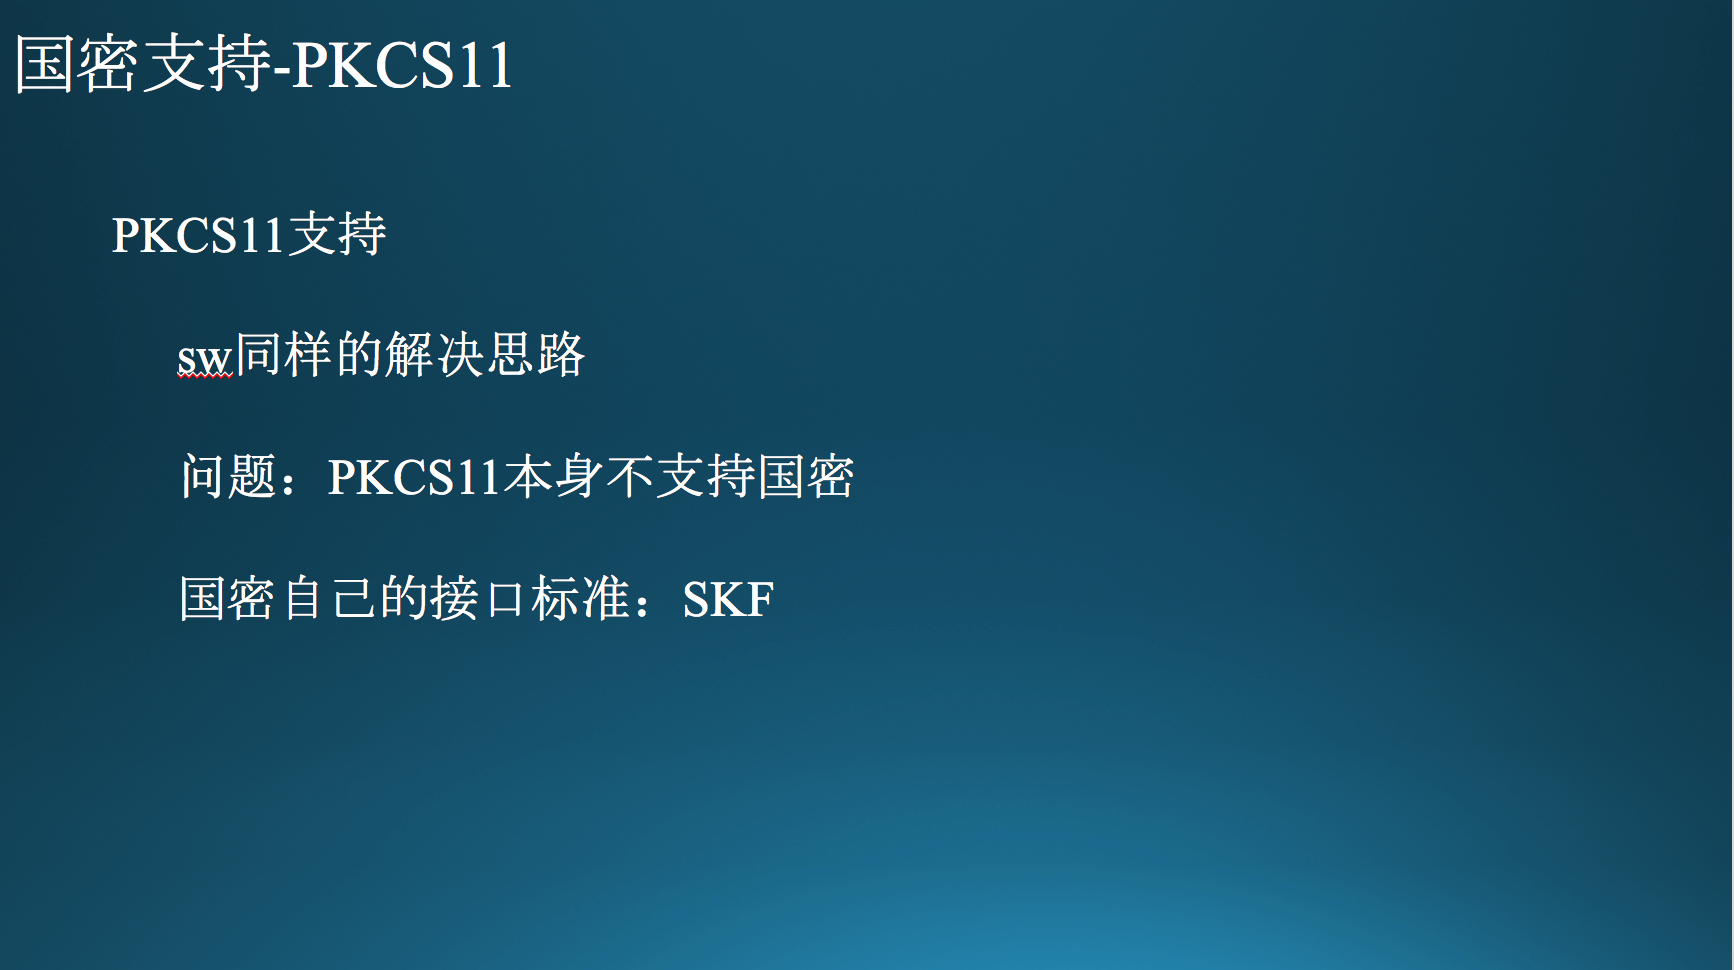 国密支持-PKCS11
PKCS11支持
sw同样的解决思路
问题：PKCS11本身不支持国密
国密自己的接口标准：SKF